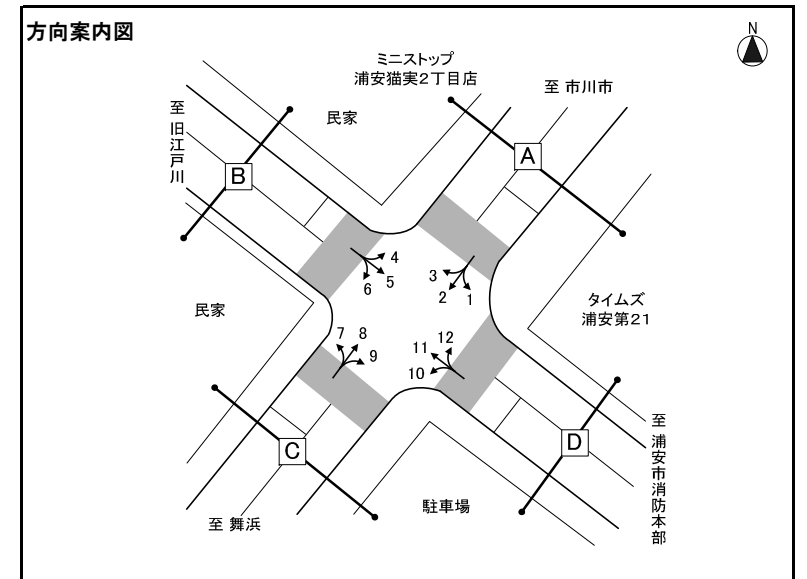 方向案内図
N
ミニストップ
浦安猫実2丁目店
至 市川市
民家
至 旧江戸川
A
B
4
5
6
3
2
1
民家
タイムズ
浦安第21
7
8
9
11
12
10
C
D
至 浦安市消防本部
至 舞浜
駐車場